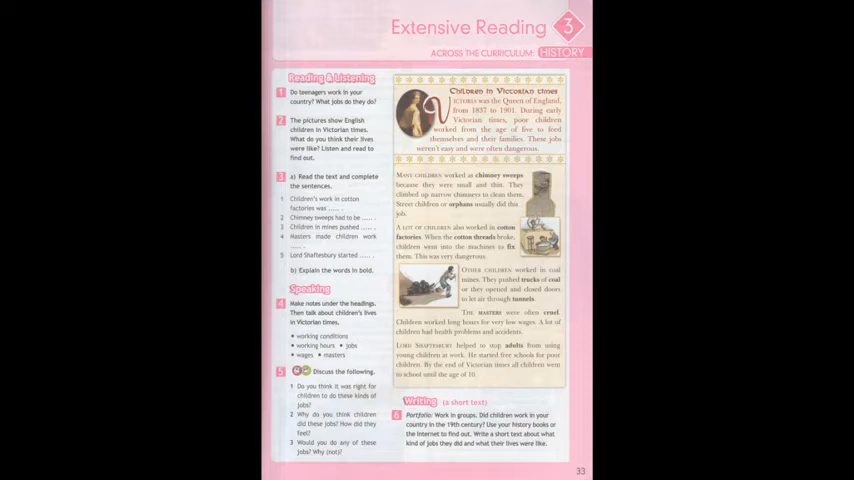 Extensive Reading 3
ACROSS THE CURRICULUM: HISTORY
Reading & Listening
1 Do teenagers work in your
country? What jobs do they do?
2 The pictures show English
children in Victorian times.
What do you think their lives
were like? Listen and read to
find out.
3 a) Read the text and complete
the sentences.
1 Children's work in cotton
factories was ..... .
2 Chimney sweeps had to be ..... .
3 Children in mines pushed ..... .
4 Masters made children work
..... .
5 Lord Shaftesbury started ..... .
b) Explain the words in bold.
Speaking
4 Make notes under the headings.
Then talk about children's lives
in Victorian times.
• working conditions
• working hours • jobs
• wages • masters
5 Discuss the following.
1 Do you think it was right for
children to do these kinds of
jobs?
2 Why do you think children
did these jobs? How did they
feel?
3 Would you do any of these
jobs? Why (not)?
Children in Victorian times
VICTORIA was the Queen of England,
from 1837 to 1901. During early
Victorian times, poor children
worked from the age of five to feed
themselves and their families. These jobs
weren't easy and were often dangerous.
MANY CHILDREN worked as chimney sweeps
because they were small and thin. They
climbed up narrow chimneys to clean them.
Street children or orphans usually did this
job.
A LOT OF CHILDREN also worked in cotton
factories. When the cotton threads broke,
children went into the machines to fix
them. This was very dangerous.
OTHER CHILDREN worked in coal
mines. They pushed trucks of coal
or they opened and closed doors
to let air through tunnels.
THE MASTERS were often cruel.
Children worked long hours for very low wages. A lot of
children had health problems and accidents.
LORD SHAFTESBURY helped to stop adults from using
young children at work. He started free schools for poor
children. By the end of Victorian times all children went
to school until the age of 10.
Writing (a short text)
6 Portfolio: Work in groups. Did children work in your
country in the 19th century? Use your history books or
the Internet to find out. Write a short text about what
kind of jobs they did and what their lives were like.
33